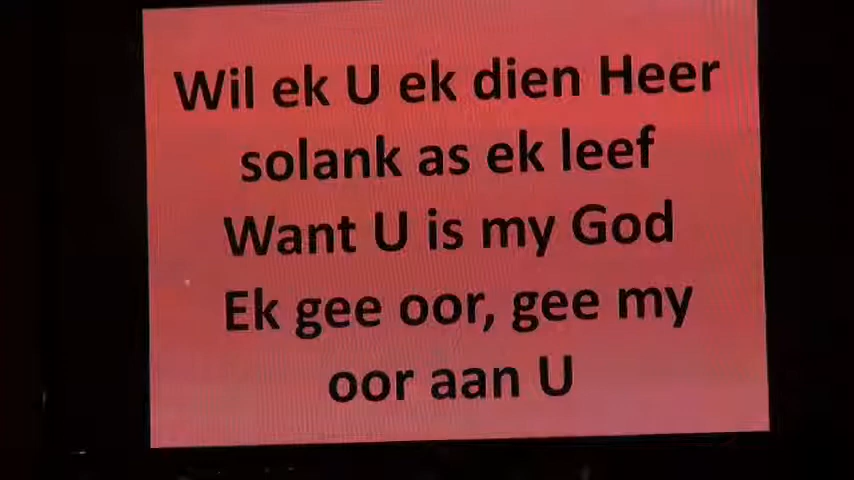 Wil ek U ek dien Heer
solank as ek leef
Want U is my God
Ek gee oor, gee my
oor aan U